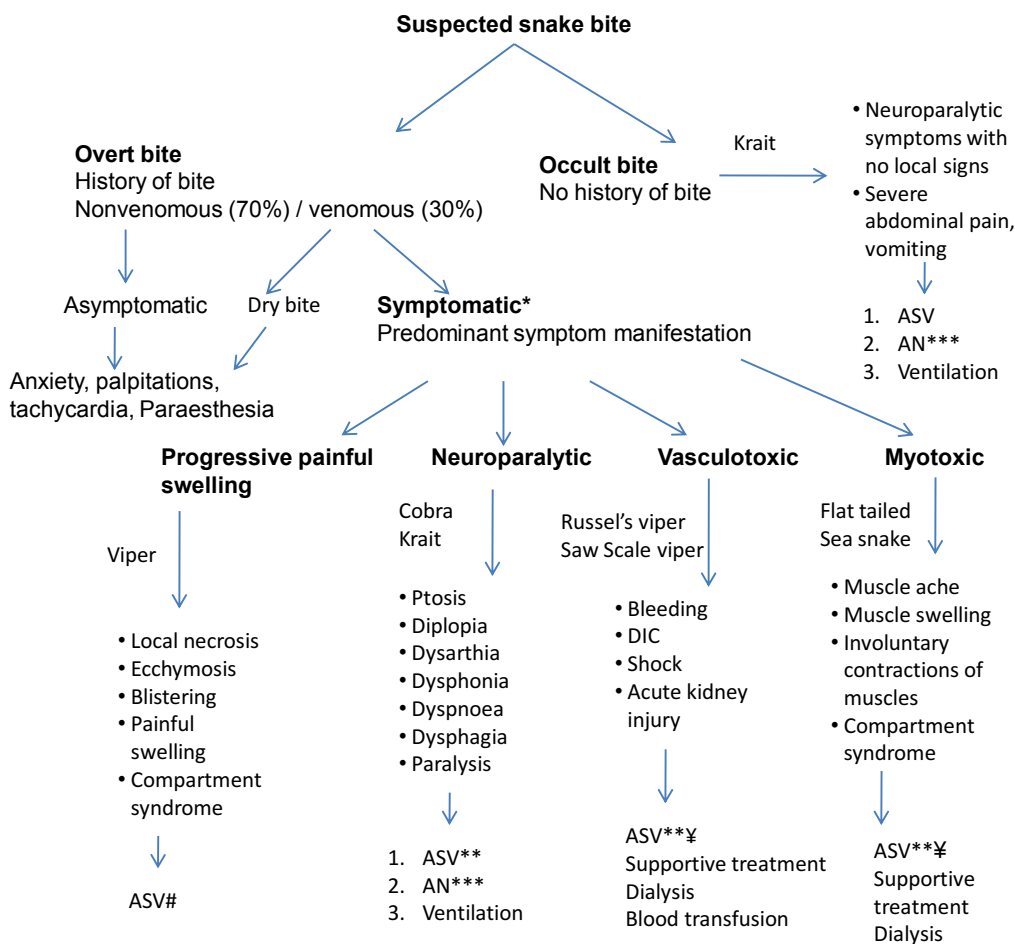 Suspected snake bite
Overt bite
History of bite
Nonvenomous (70%) / venomous (30%)
Occult bite
No history of bite
Krait
• Neuroparalytic
symptoms with
no local signs
• Severe
abdominal pain,
vomiting
1. ASV
2. AN***
3. Ventilation
Asymptomatic
Dry bite
Symptomatic*
Predominant symptom manifestation
Anxiety, palpitations,
tachycardia, Paraesthesia
Progressive painful
swelling
Viper
• Local necrosis
• Ecchymosis
• Blistering
• Painful
swelling
• Compartment
syndrome
ASV#
Neuroparalytic
Cobra
Krait
• Ptosis
• Diplopia
• Dysarthia
• Dysphonia
• Dyspnoea
• Dysphagia
• Paralysis
1. ASV**
2. AN***
3. Ventilation
Vasculotoxic
Russel’s viper
Saw Scale viper
• Bleeding
• DIC
• Shock
• Acute kidney
injury
ASV**¥
Supportive treatment
Dialysis
Blood transfusion
Myotoxic
Flat tailed
Sea snake
• Muscle ache
• Muscle swelling
• Involuntary
contractions of
muscles
• Compartment
syndrome
ASV**¥
Supportive
treatment
Dialysis